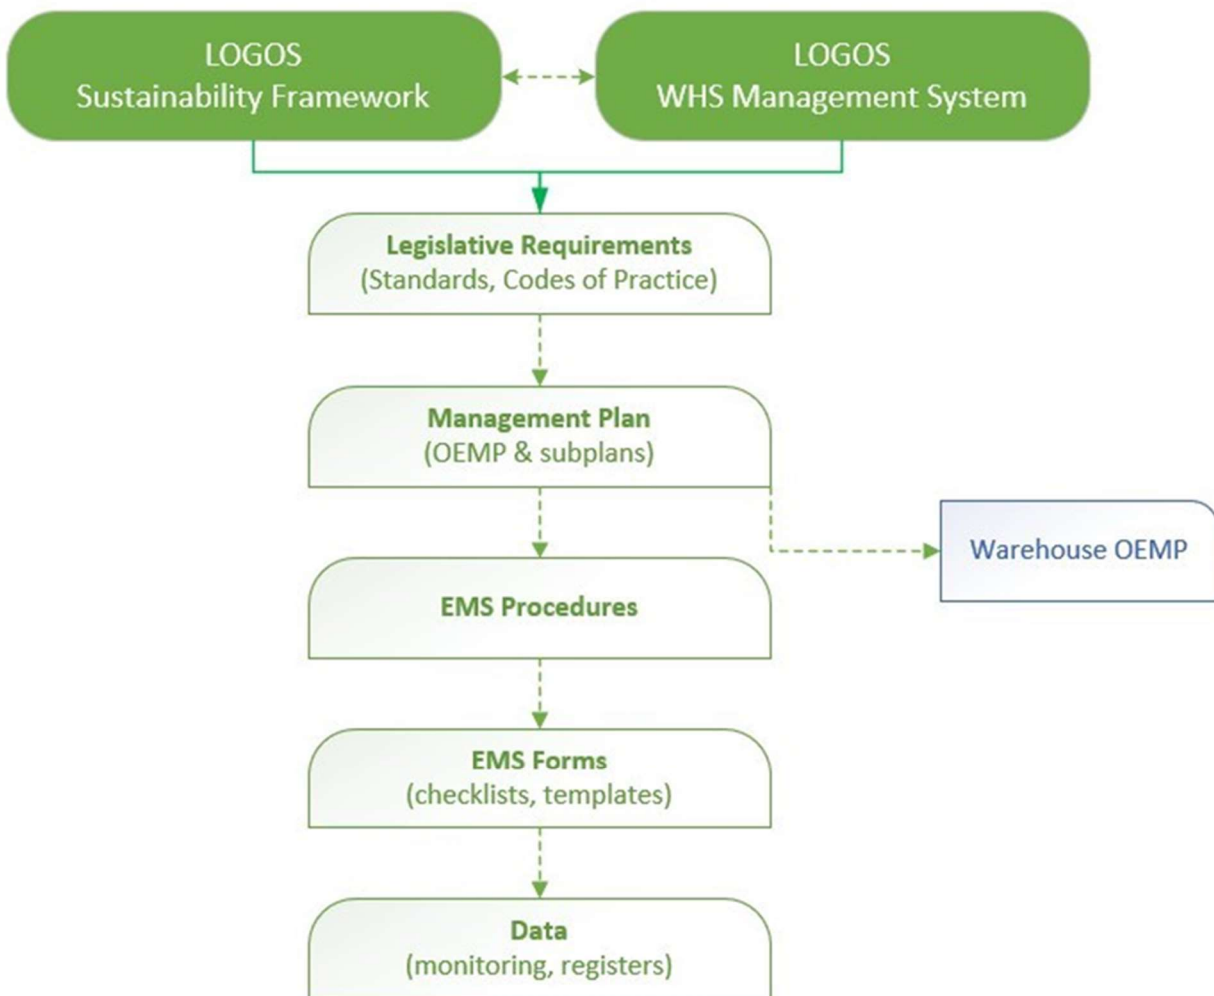 LOGOS
Sustainability Framework
LOGOS
WHS Management System
Legislative Requirements
(Standards, Codes of Practice)
Management Plan
(OEMP & subplans)
Warehouse OEMP
EMS Procedures
EMS Forms
(checklists, templates)
Data
(monitoring, registers)